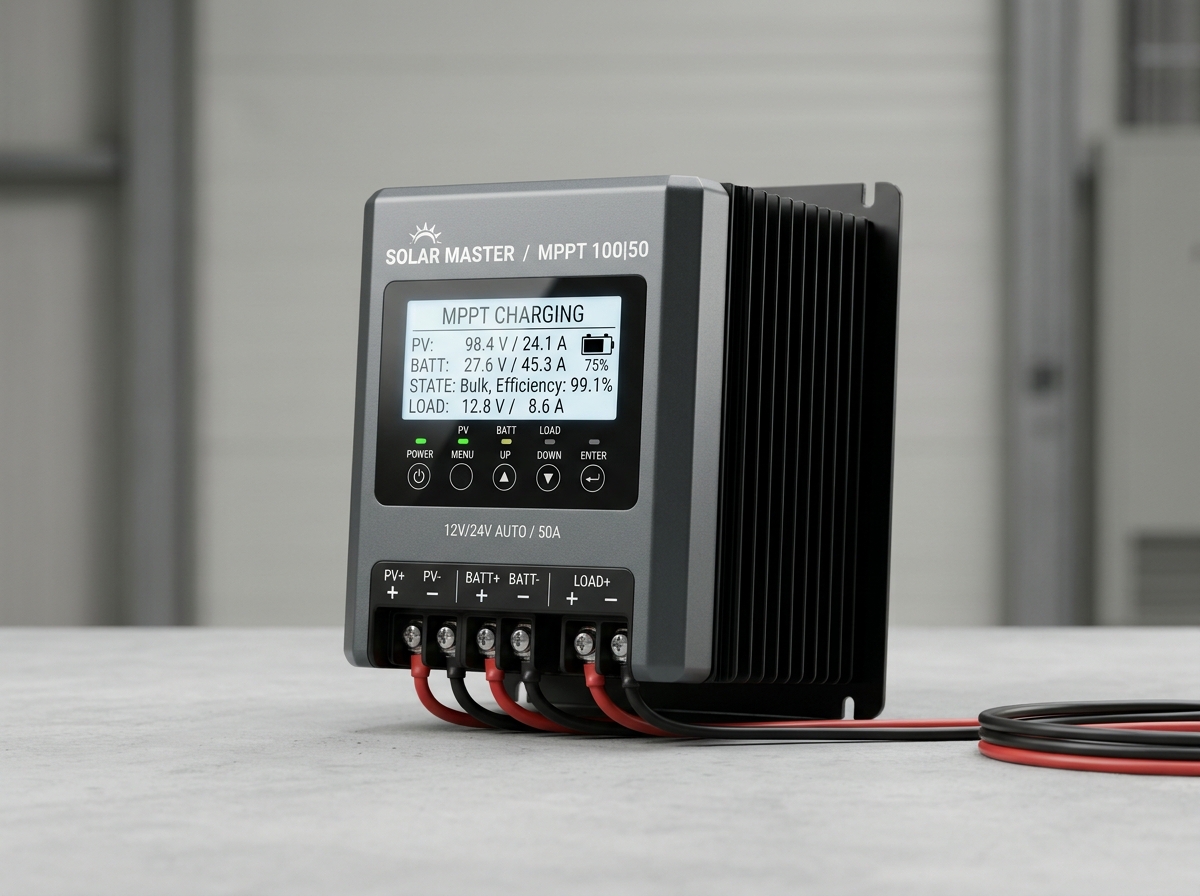 SOLAR MASTER / MPPT 100|50
MPPT CHARGING
PV: 98.4 V / 24.1 A
BATT: 27.6 V / 45.3 A 75%
STATE: Bulk, Efficiency: 99.1%
LOAD: 12.8 V / 8.6 A
PV BATT LOAD
POWER MENU UP DOWN ENTER
12V/24V AUTO / 50A
PV+ PV- BATT+ BATT- LOAD+
+ − + − + −